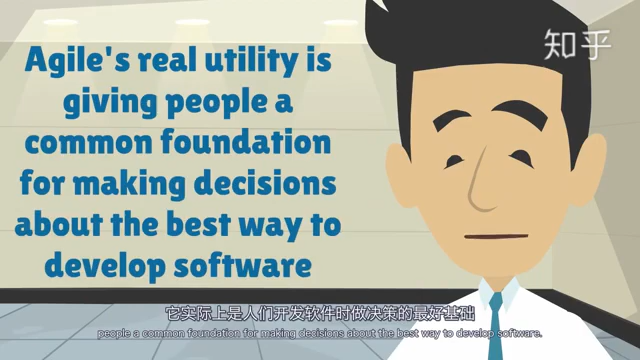 知乎
Agile's real utility is
giving people a
common foundation
for making decisions
about the best way to
develop software
它实际上是人们开发软件时做决策的最好基础
people a common foundation for making decisions about the best way to develop software.